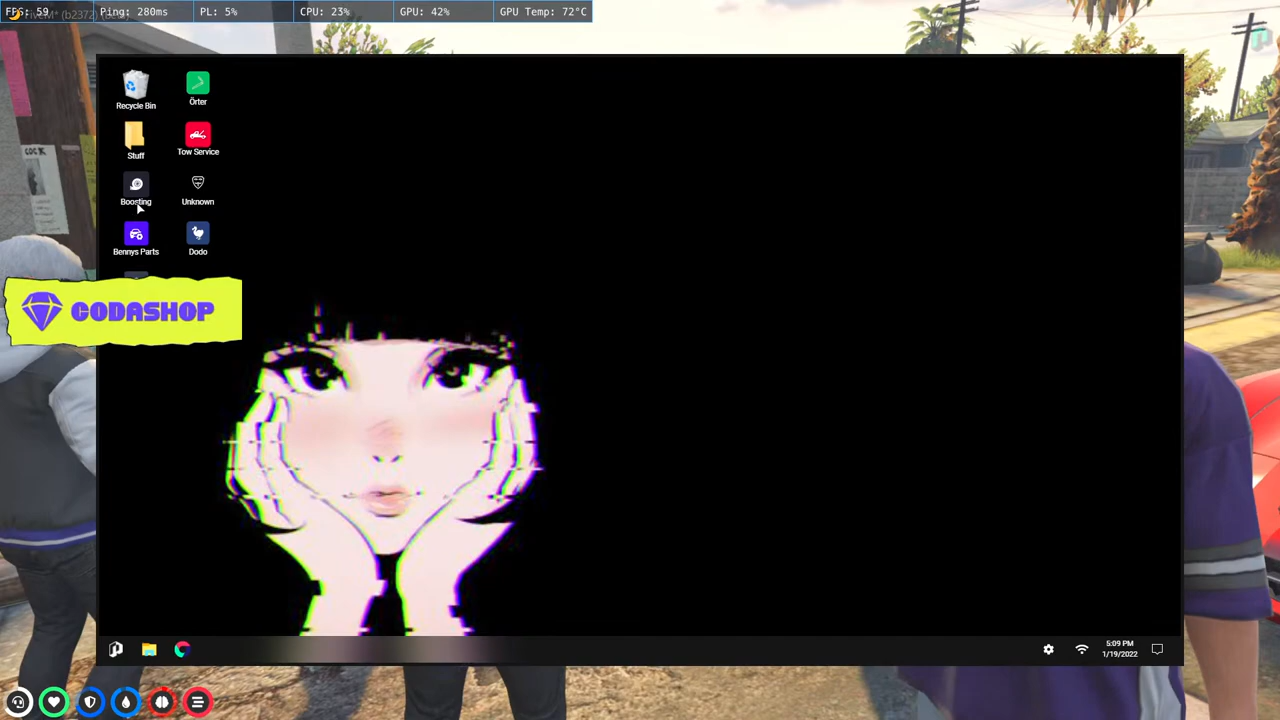 FPS: 59
Ping: 280ms
PL: 5%
CPU: 23%
GPU: 42%
GPU Temp: 72°C
Recycle Bin
Örter
Stuff
Tow Service
Boosting
Unknown
Bennys Parts
Dodo
CODASHOP
5:09 PM
1/19/2022